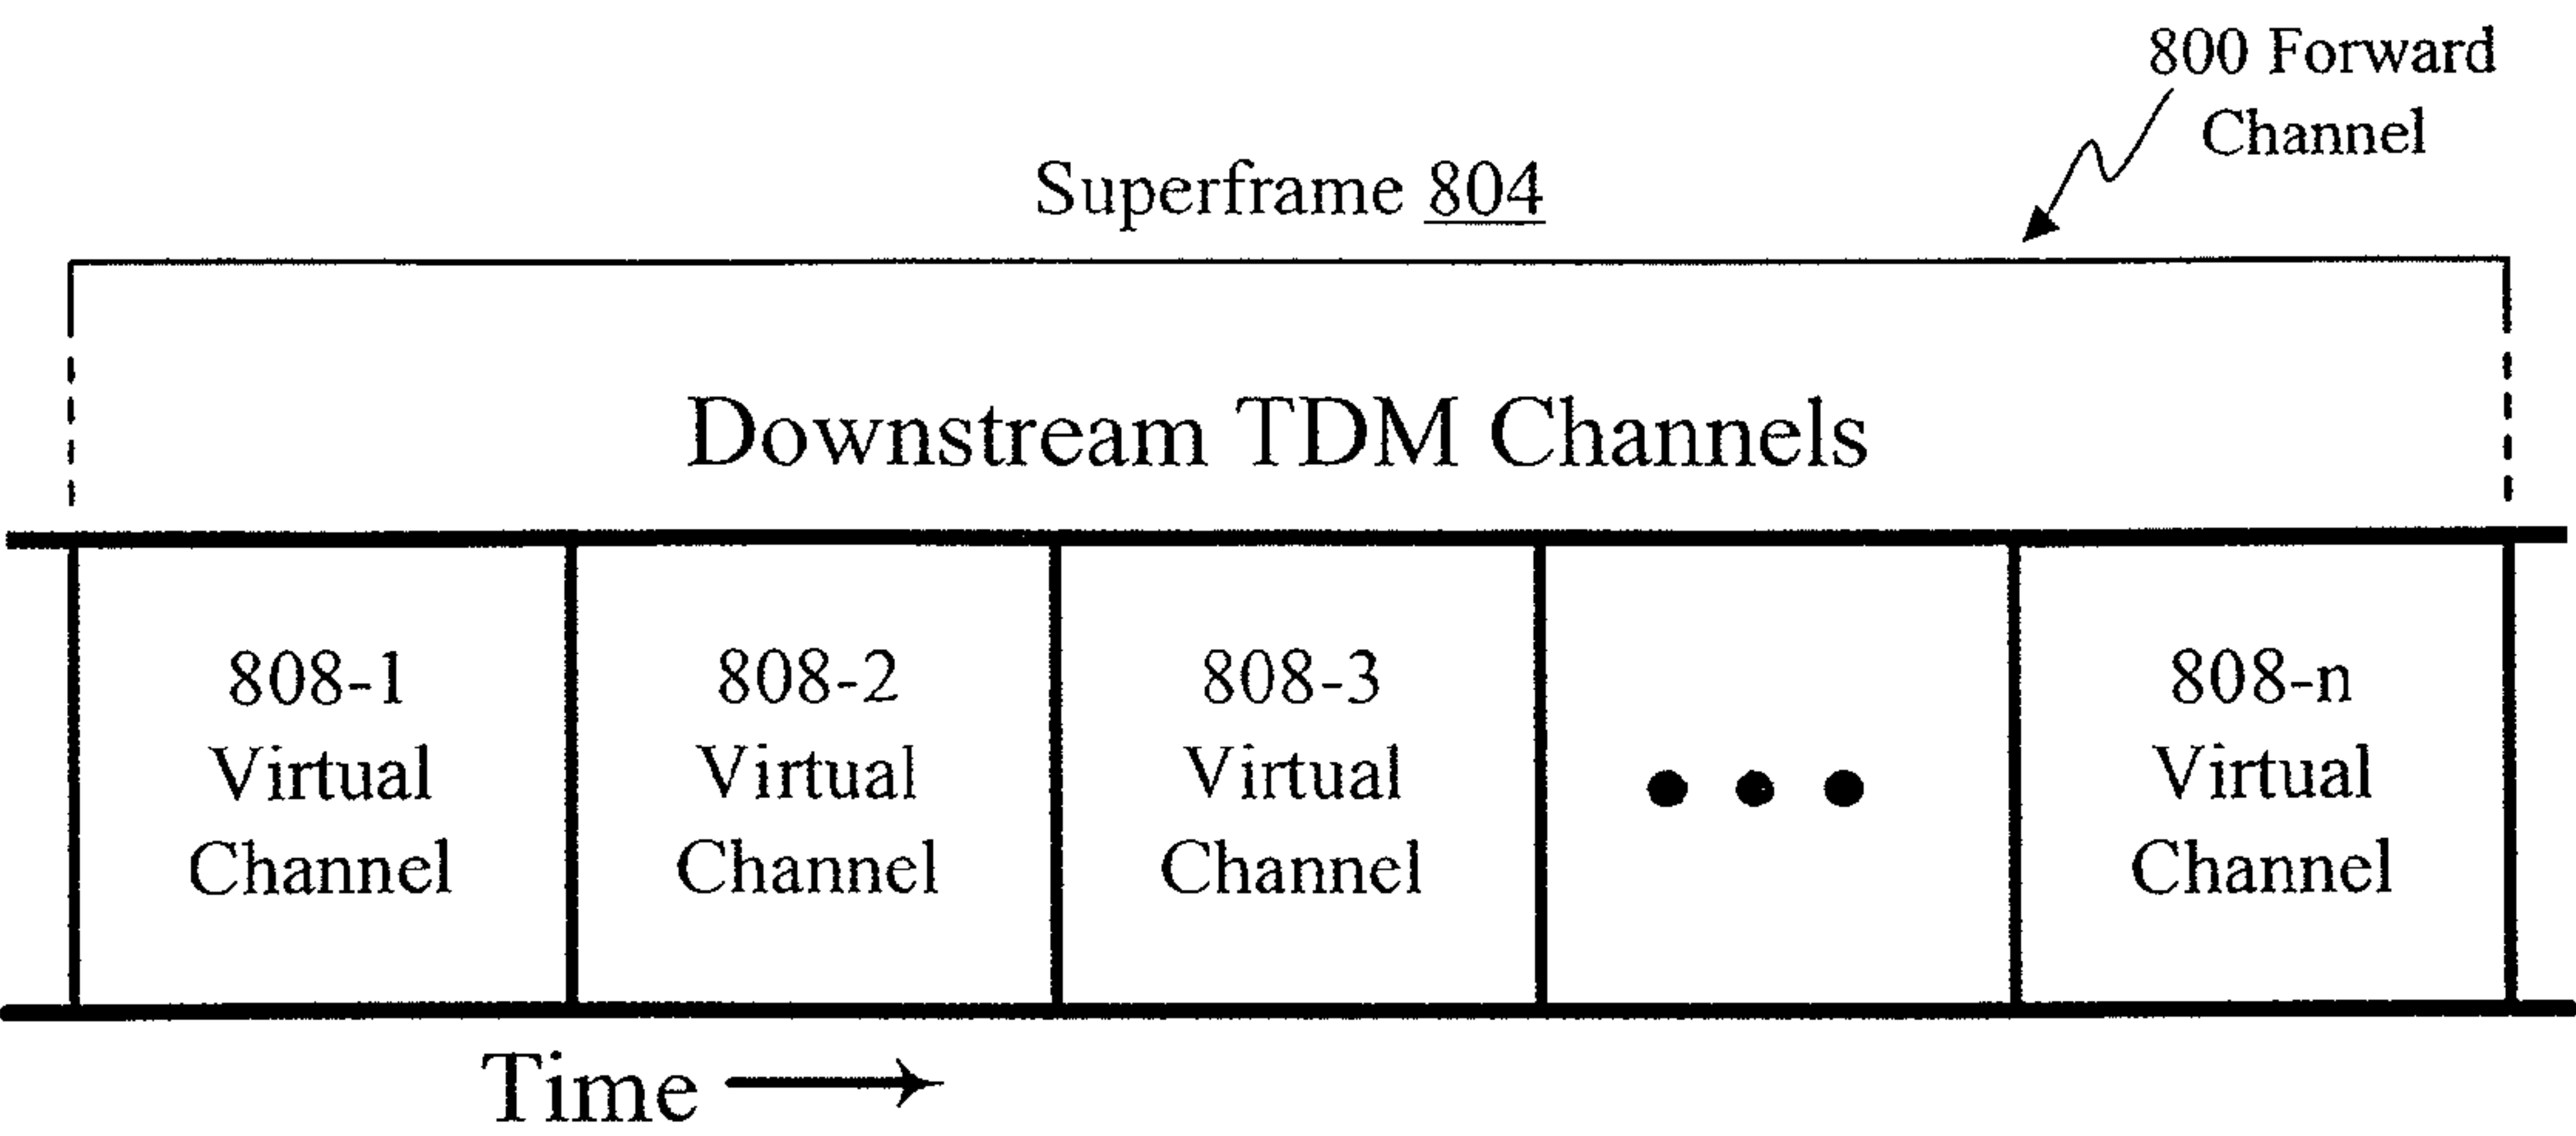 800 Forward
Channel
Superframe 804
Downstream TDM Channels
808-1
Virtual
Channel
808-2
Virtual
Channel
808-3
Virtual
Channel
808-n
Virtual
Channel
Time